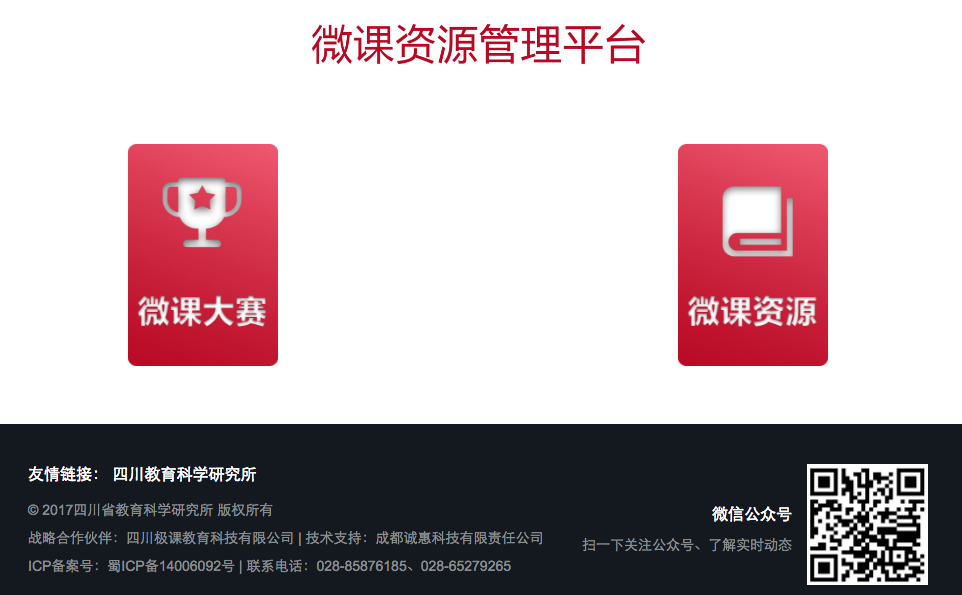 微课资源管理平台
微课大赛
微课资源
友情链接： 四川教育科学研究所
© 2017四川省教育科学研究所 版权所有
战略合作伙伴：四川极课教育科技有限公司 | 技术支持：成都诚惠科技有限责任公司
ICP备案号：蜀ICP备14006092号 | 联系电话：028-85876185、028-65279265
微信公众号
扫一下关注公众号、了解实时动态